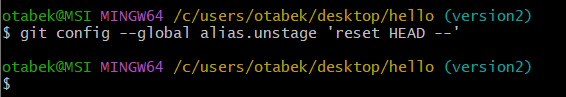 otabek@MSI MINGW64 /c/users/otabek/desktop/hello (version2)
$ git config --global alias.unstage 'reset HEAD --'
otabek@MSI MINGW64 /c/users/otabek/desktop/hello (version2)
$